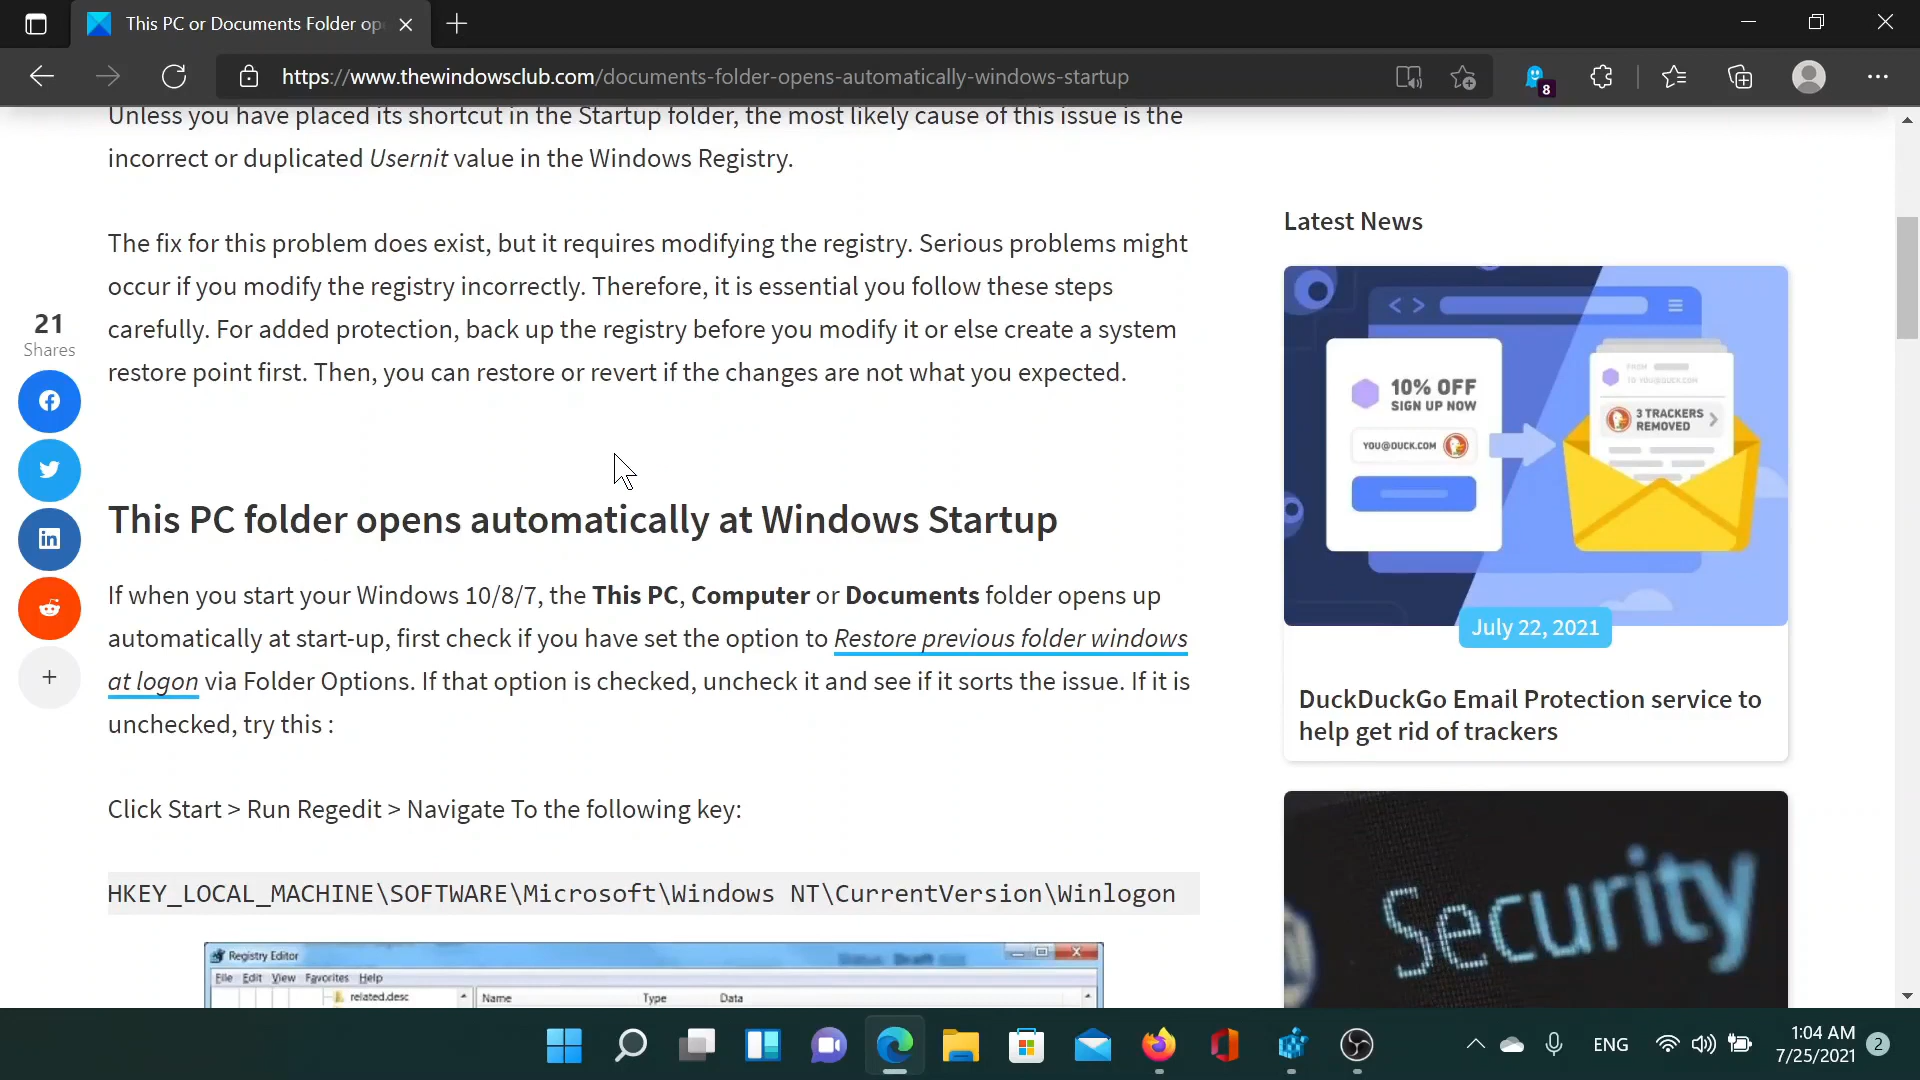 This PC or Documents Folder op
https://www.thewindowsclub.com/documents-folder-opens-automatically-windows-startup
8
Unless you have placed its shortcut in the Startup folder, the most likely cause of this issue is the
incorrect or duplicated Usernit value in the Windows Registry.
The fix for this problem does exist, but it requires modifying the registry. Serious problems might
occur if you modify the registry incorrectly. Therefore, it is essential you follow these steps
carefully. For added protection, back up the registry before you modify it or else create a system
restore point first. Then, you can restore or revert if the changes are not what you expected.
21
Shares
This PC folder opens automatically at Windows Startup
If when you start your Windows 10/8/7, the This PC, Computer or Documents folder opens up
automatically at start-up, first check if you have set the option to Restore previous folder windows
at logon via Folder Options. If that option is checked, uncheck it and see if it sorts the issue. If it is
unchecked, try this :
Click Start > Run Regedit > Navigate To the following key:
HKEY_LOCAL_MACHINE\SOFTWARE\Microsoft\Windows NT\CurrentVersion\Winlogon
Registry Editor
File Edit View Favorites Help
related.desc
Name Type Data
Latest News
10% OFF
SIGN UP NOW
YOU@DUCK.COM
FROM
TO YOU@DUCK.COM
3 TRACKERS
REMOVED
July 22, 2021
DuckDuckGo Email Protection service to
help get rid of trackers
Security
ENG
1:04 AM
7/25/2021
2